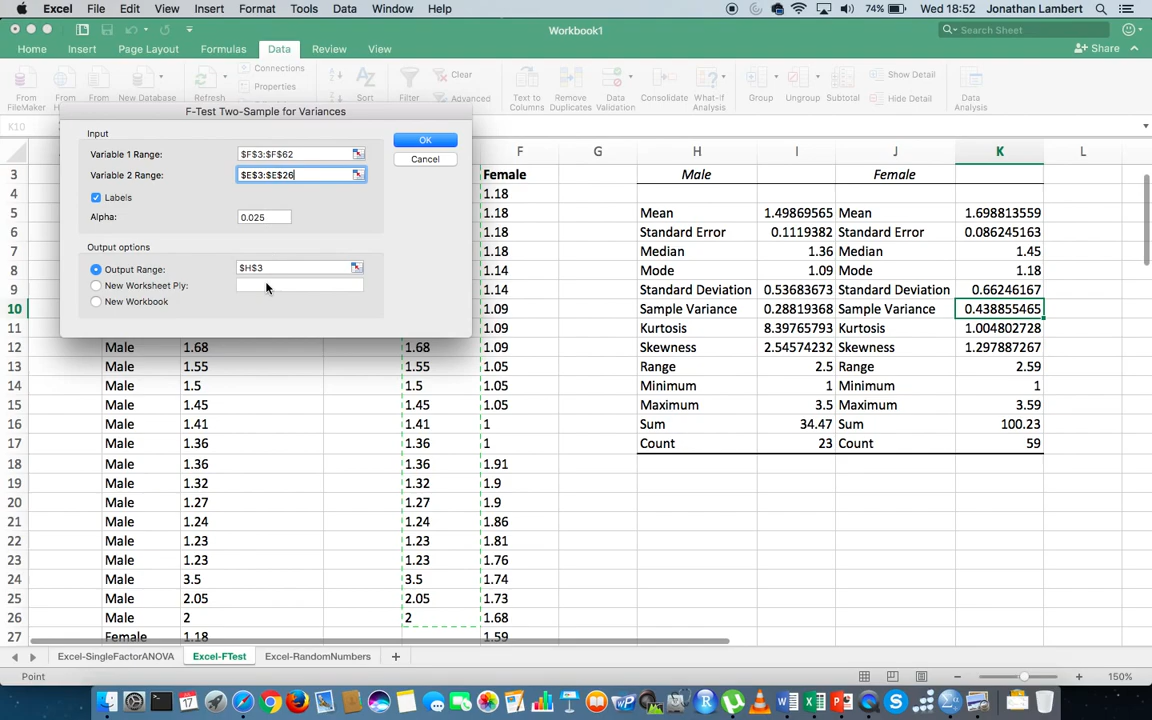 Excel File Edit View Insert Format Tools Data Window Help 74% Wed 18:52 Jonathan Lambert
Workbook1 Search Sheet
Home Insert Page Layout Formulas Data Review View Share
Connections Clear Show Detail
Properties
From FileMaker From H From New Database Refresh Sort Filter Advanced Text to Columns Remove Duplicates Data Validation Consolidate What-If Analysis Group Ungroup Subtotal Hide Detail Data Analysis
K10
F-Test Two-Sample for Variances
Input
Variable 1 Range: $F$3:$F$62 OK
Variable 2 Range: $E$3:$E$26 Cancel
Labels
Alpha: 0.025
Output options
Output Range: $H$3
New Worksheet Ply:
New Workbook
F G H I J K L
3 Female Male Female
4 1.18
5 1.18 Mean 1.49869565 Mean 1.698813559
6 1.18 Standard Error 0.1119382 Standard Error 0.086245163
7 1.18 Median 1.36 Median 1.45
8 1.14 Mode 1.09 Mode 1.18
9 1.14 Standard Deviation 0.53683673 Standard Deviation 0.66246167
10 1.09 Sample Variance 0.28819368 Sample Variance 0.438855465
11 1.09 Kurtosis 8.39765793 Kurtosis 1.004802728
12 Male 1.68 1.68 1.09 Skewness 2.54574232 Skewness 1.297887267
13 Male 1.55 1.55 1.05 Range 2.5 Range 2.59
14 Male 1.5 1.5 1.05 Minimum 1 Minimum 1
15 Male 1.45 1.45 1.05 Maximum 3.5 Maximum 3.59
16 Male 1.41 1.41 1 Sum 34.47 Sum 100.23
17 Male 1.36 1.36 1 Count 23 Count 59
18 Male 1.36 1.36 1.91
19 Male 1.32 1.32 1.9
20 Male 1.27 1.27 1.9
21 Male 1.24 1.24 1.86
22 Male 1.23 1.23 1.81
23 Male 1.23 1.23 1.76
24 Male 3.5 3.5 1.74
25 Male 2.05 2.05 1.73
26 Male 2 2 1.68
27 Female 1.18 1.59
Excel-SingleFactorANOVA Excel-FTest Excel-RandomNumbers
Point 150%